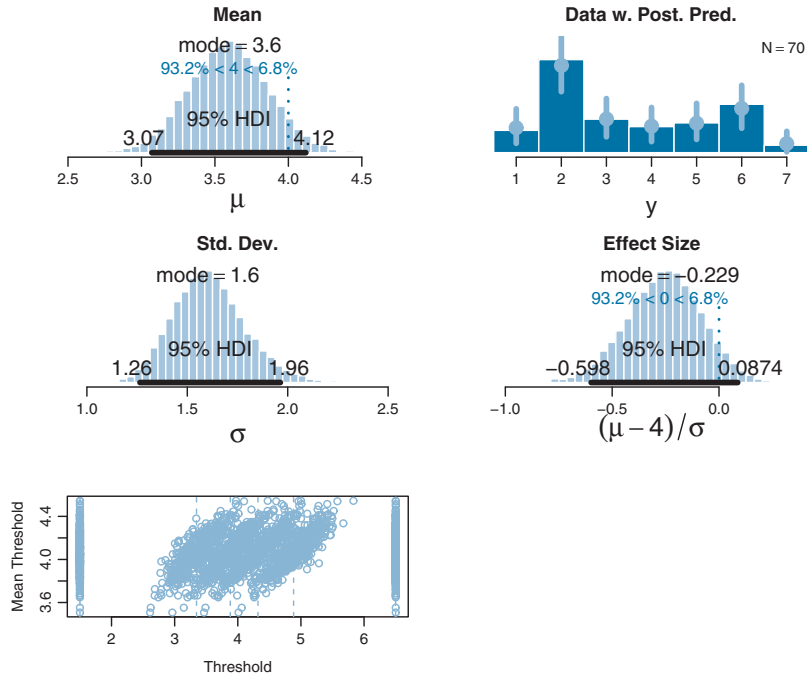 Mean
mode = 3.6
93.2% < 4 < 6.8%
95% HDI
3.07 4.12
2.5 3.0 3.5 4.0 4.5
μ
Data w. Post. Pred.
N = 70
1 2 3 4 5 6 7
y
Std. Dev.
mode = 1.6
95% HDI
1.26 1.96
1.0 1.5 2.0 2.5
σ
Effect Size
mode = −0.229
93.2% < 0 < 6.8%
95% HDI
−0.598 0.0874
−1.0 −0.5 0.0
(μ − 4)/σ
Mean Threshold
4.4
4.0
3.6
2 3 4 5 6
Threshold